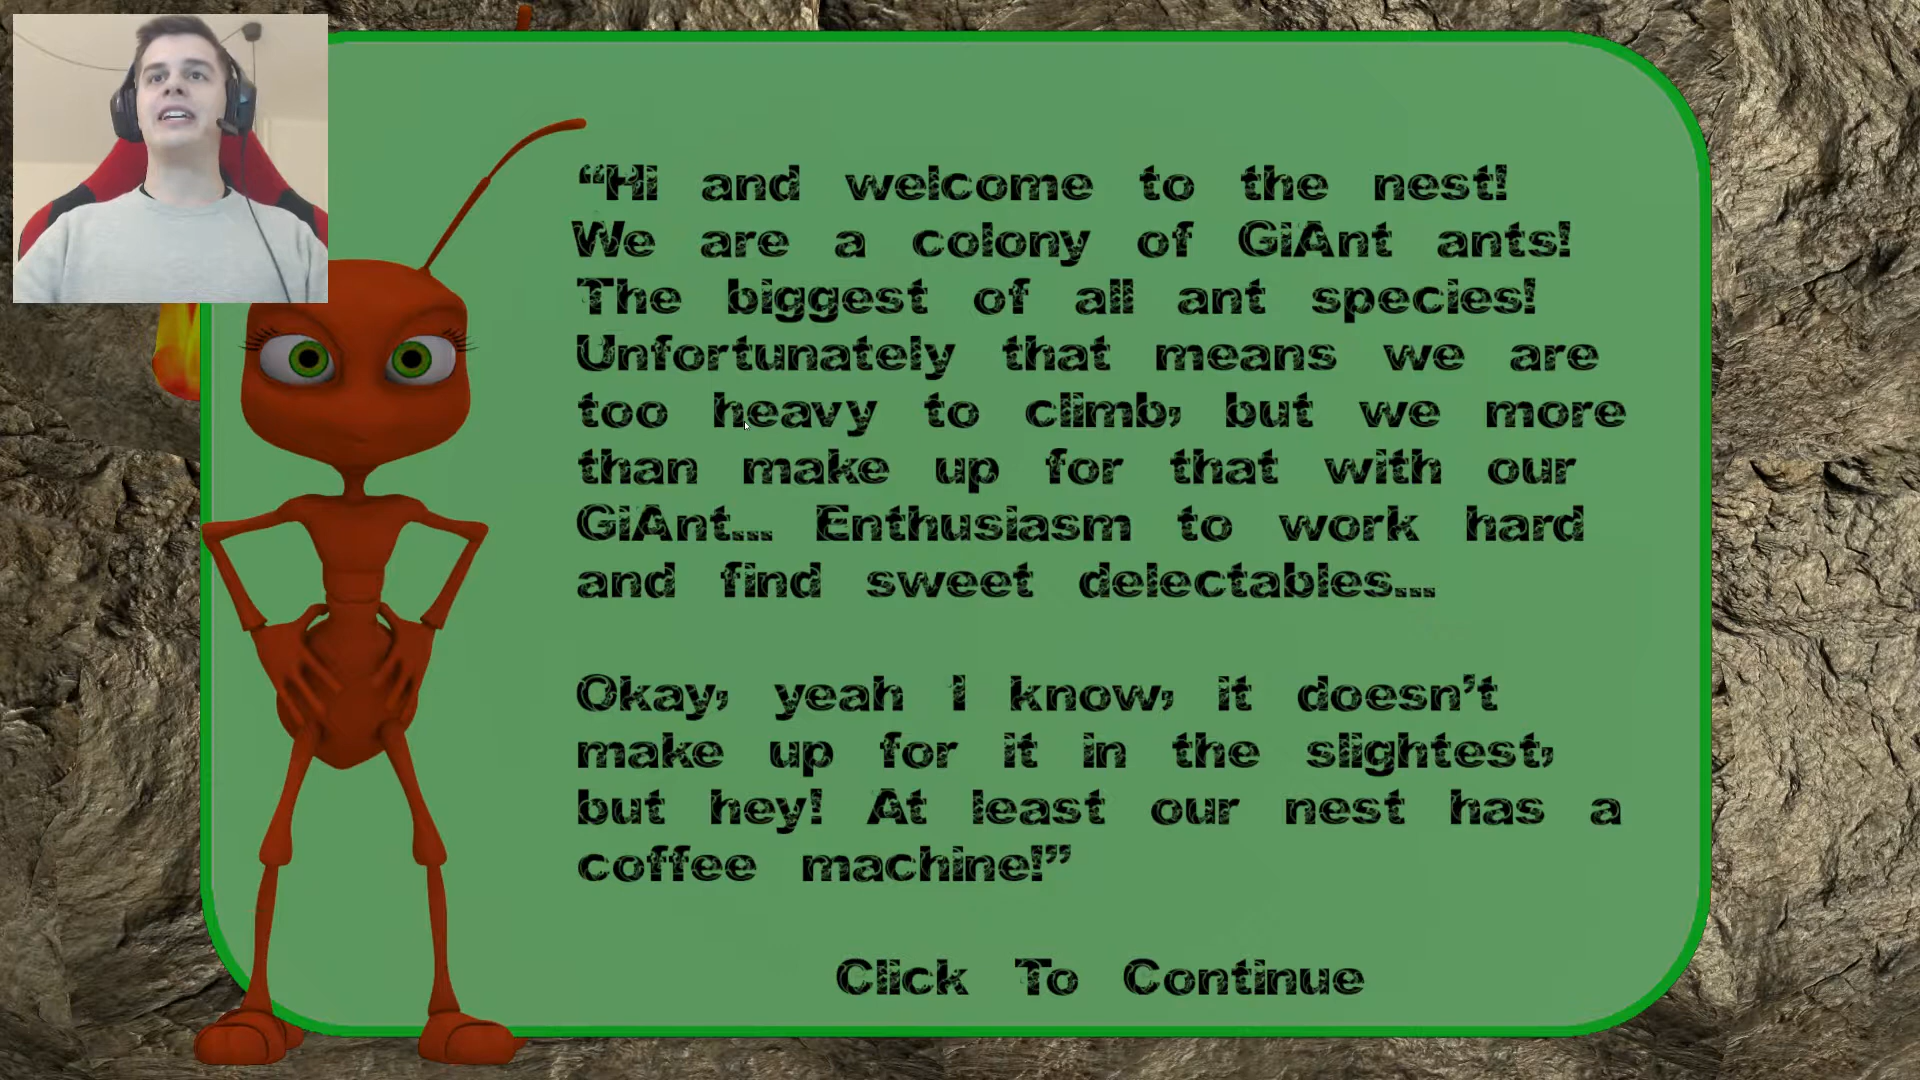 “Hi and welcome to the nest!
We are a colony of GiAnt ants!
The biggest of all ant species!
Unfortunately that means we are
too heavy to climb, but we more
than make up for that with our
GiAnt... Enthusiasm to work hard
and find sweet delectables...
Okay, yeah I know, it doesn’t
make up for it in the slightest,
but hey! At least our nest has a
coffee machine!”
Click To Continue